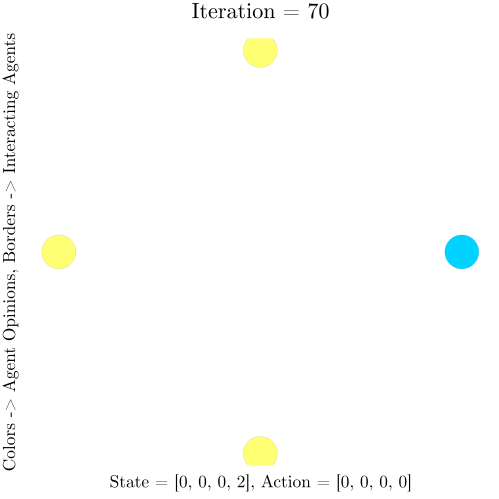 Iteration = 70
Colors -> Agent Opinions, Borders -> Interacting Agents
State = [0, 0, 0, 2], Action = [0, 0, 0, 0]